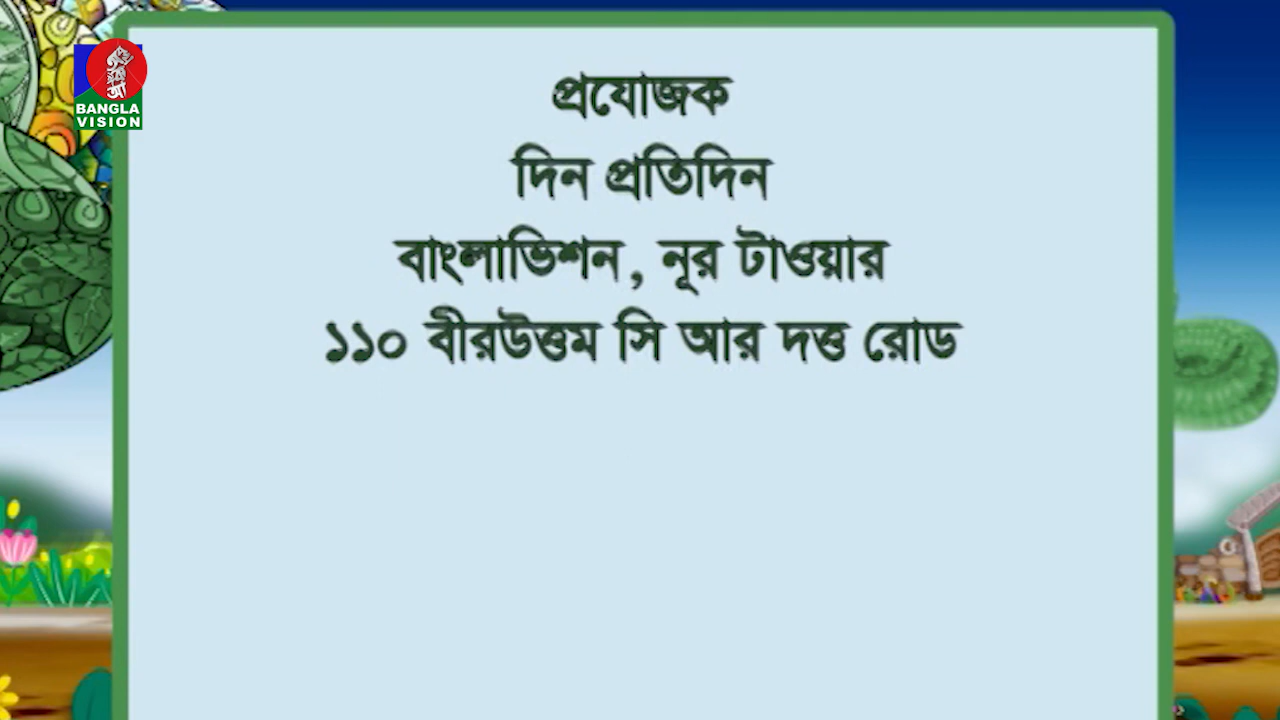 BANGLA
VISION
প্রযোজক
দিন প্রতিদিন
বাংলাভিশন, নূর টাওয়ার
১১০ বীরউত্তম সি আর দত্ত রোড